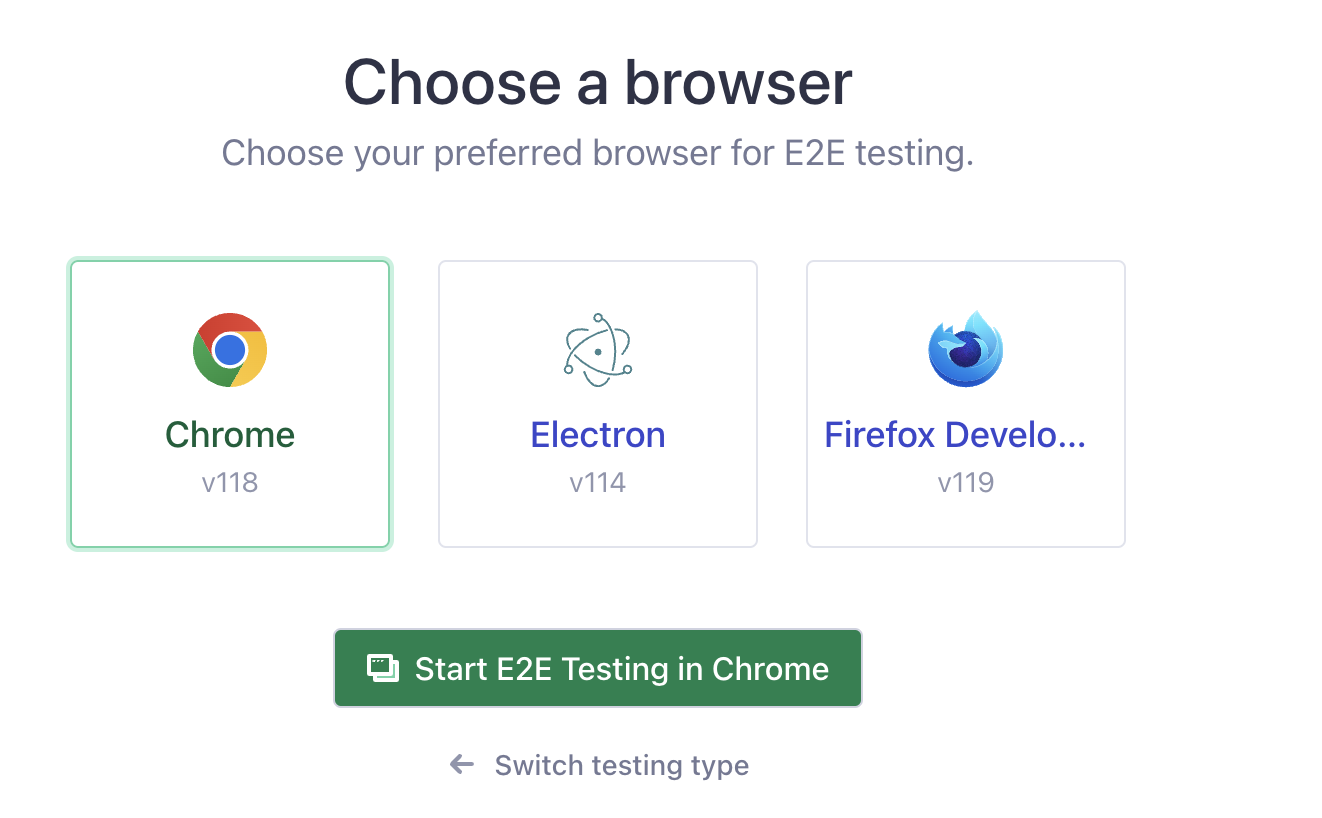 Choose a browser
Choose your preferred browser for E2E testing.
Chrome
v118
Electron
v114
Firefox Develo...
v119
Start E2E Testing in Chrome
← Switch testing type